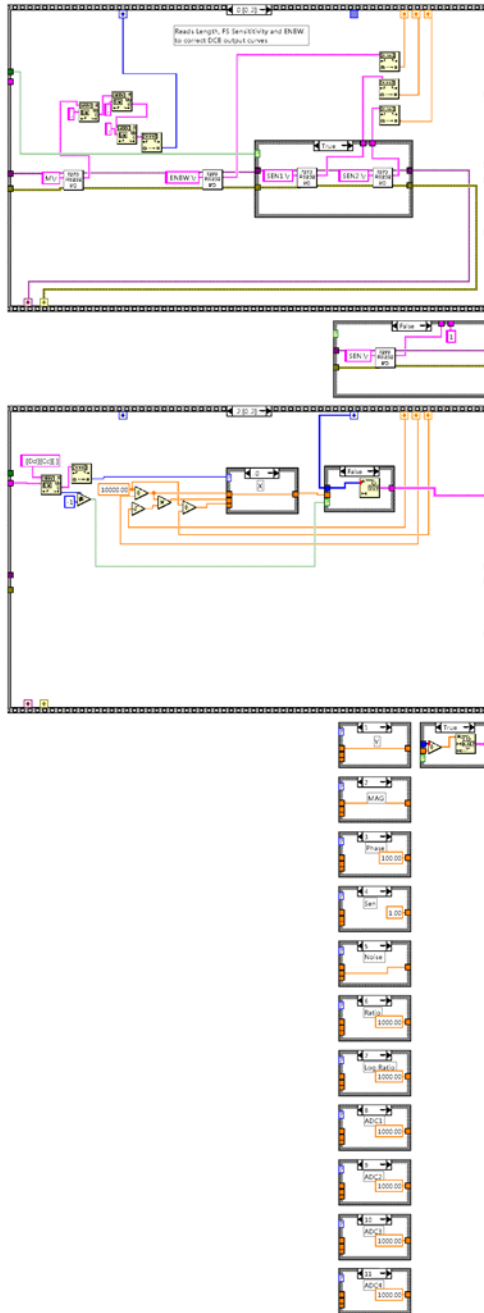 0 [0..2]
Reads Length, FS Sensititivity and ENBW
to correct DCB output curves
True
M\r
ENBW \r
SEN1 \r
SEN2 \r
False
SEN \r
1
2 [0..2]
10000.00
-1
0
X
False
1
Y
True
2
MAG
3
Phase
100.00
4
Sen
1.00
5
Noise
6
Ratio
1000.00
7
Log Ratio
1000.00
8
ADC1
1000.00
9
ADC2
1000.00
10
ADC3
1000.00
11
ADC4
1000.00